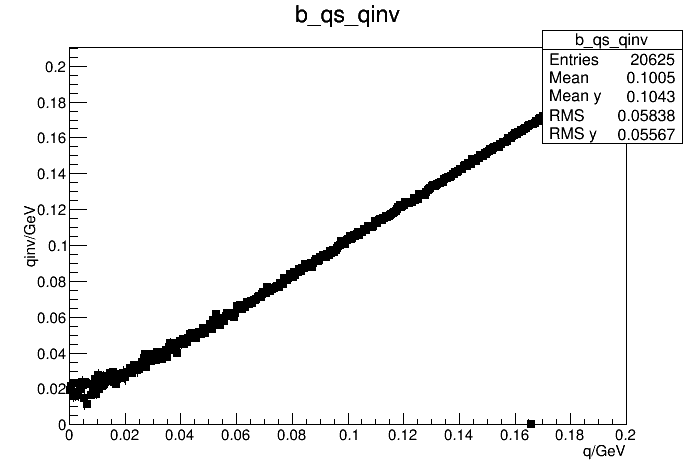 b_qs_qinv
b_qs_qinv
Entries 20625
Mean 0.1005
Mean y 0.1043
RMS 0.05838
RMS y 0.05567
qinv/GeV
0.2
0.18
0.16
0.14
0.12
0.1
0.08
0.06
0.04
0.02
0
0 0.02 0.04 0.06 0.08 0.1 0.12 0.14 0.16 0.18 0.2
q/GeV